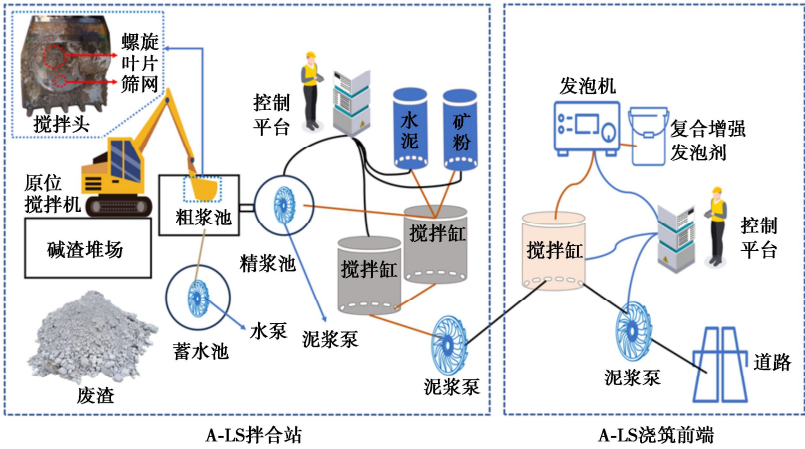 螺旋
叶片
筛网
搅拌头
原位
搅拌机
碱渣堆场
废渣
粗浆池
蓄水池
水泵
精浆池
泥浆泵
控制
平台
水
泥
矿
粉
搅拌缸
搅拌缸
泥浆泵
A-LS拌合站
发泡机
复合增强
发泡剂
搅拌缸
控制
平台
泥浆泵
道路
A-LS浇筑前端